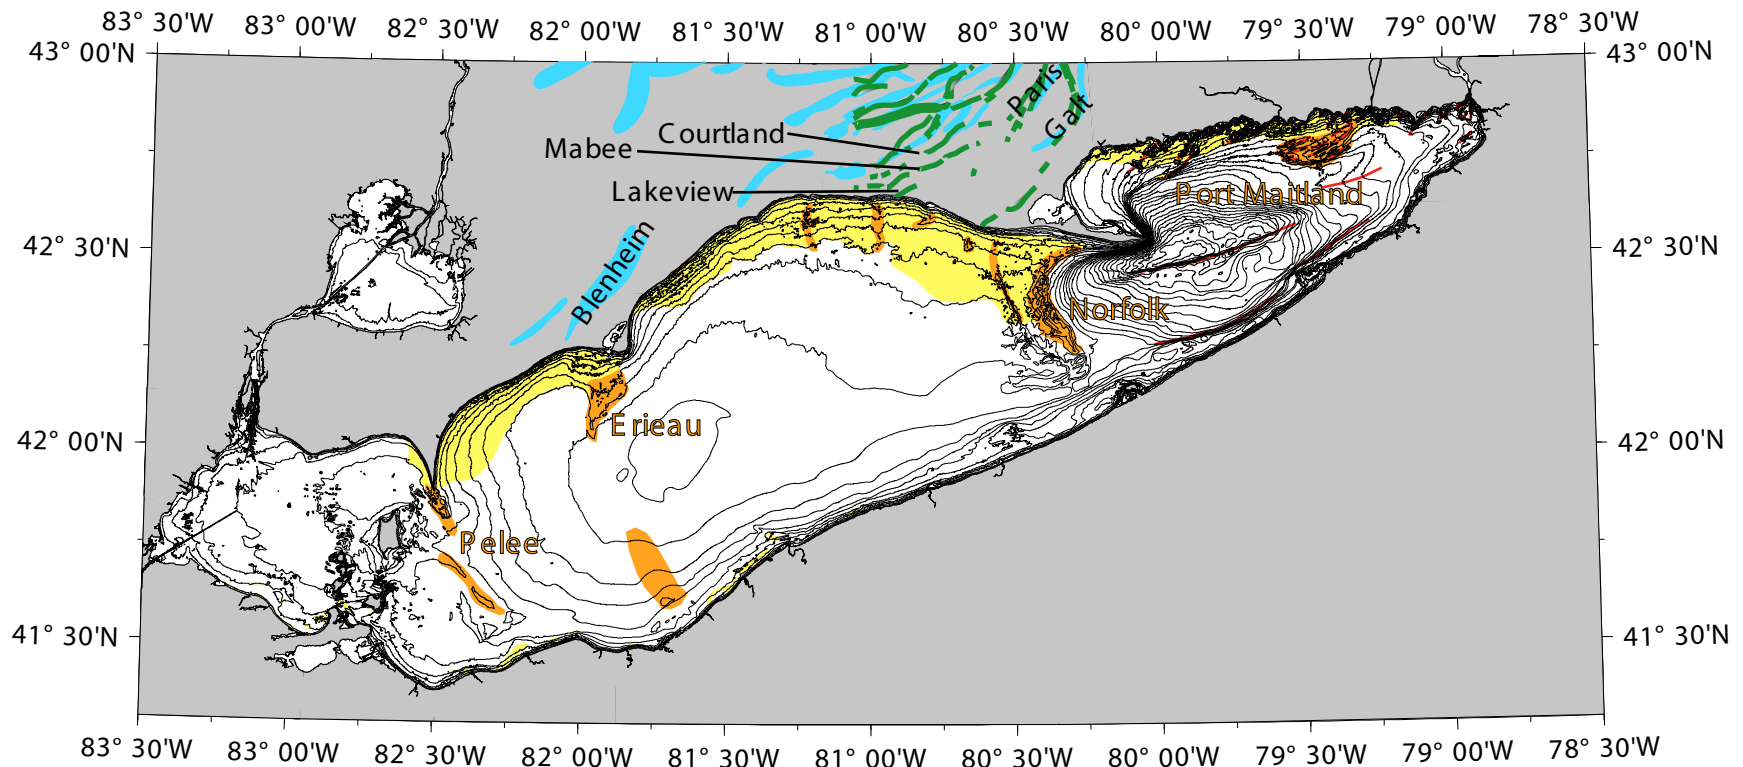 83° 30'W 83° 00'W 82° 30'W 82° 00'W 81° 30'W 81° 00'W 80° 30'W 80° 00'W 79° 30'W 79° 00'W 78° 30'W
43° 00'N 43° 00'N
Paris
Galt
Courtland
Mabee
Lakeview
Port Maitland
Blenheim
42° 30'N 42° 30'N
Norfolk
Erieau
42° 00'N 42° 00'N
Pelee
41° 30'N 41° 30'N
83° 30'W 83° 00'W 82° 30'W 82° 00'W 81° 30'W 81° 00'W 80° 30'W 80° 00'W 79° 30'W 79° 00'W 78° 30'W